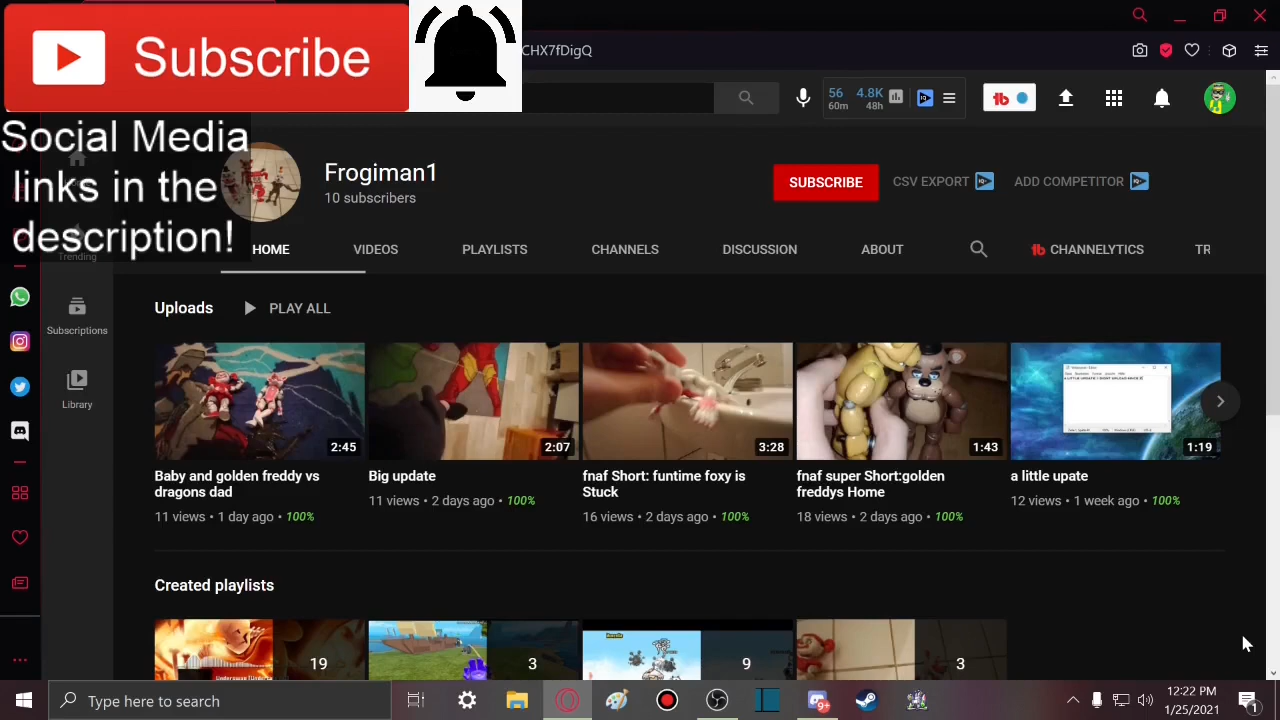 Subscribe
CHX7fDigQ
Social Media
links in the
description!
56
60m
4.8K
48h
Frogiman1
10 subscribers
SUBSCRIBE
CSV EXPORT
ADD COMPETITOR
HOME
VIDEOS
PLAYLISTS
CHANNELS
DISCUSSION
ABOUT
CHANNELYTICS
TR
Trending
Subscriptions
Library
Uploads
PLAY ALL
2:45
2:07
3:28
1:43
1:19
Baby and golden freddy vs
dragons dad
11 views • 1 day ago • 100%
Big update
11 views • 2 days ago • 100%
fnaf Short: funtime foxy is
Stuck
16 views • 2 days ago • 100%
fnaf super Short:golden
freddys Home
18 views • 2 days ago • 100%
a little upate
12 views • 1 week ago • 100%
Created playlists
19
3
9
3
Type here to search
9+
12:22 PM
1/25/2021
1